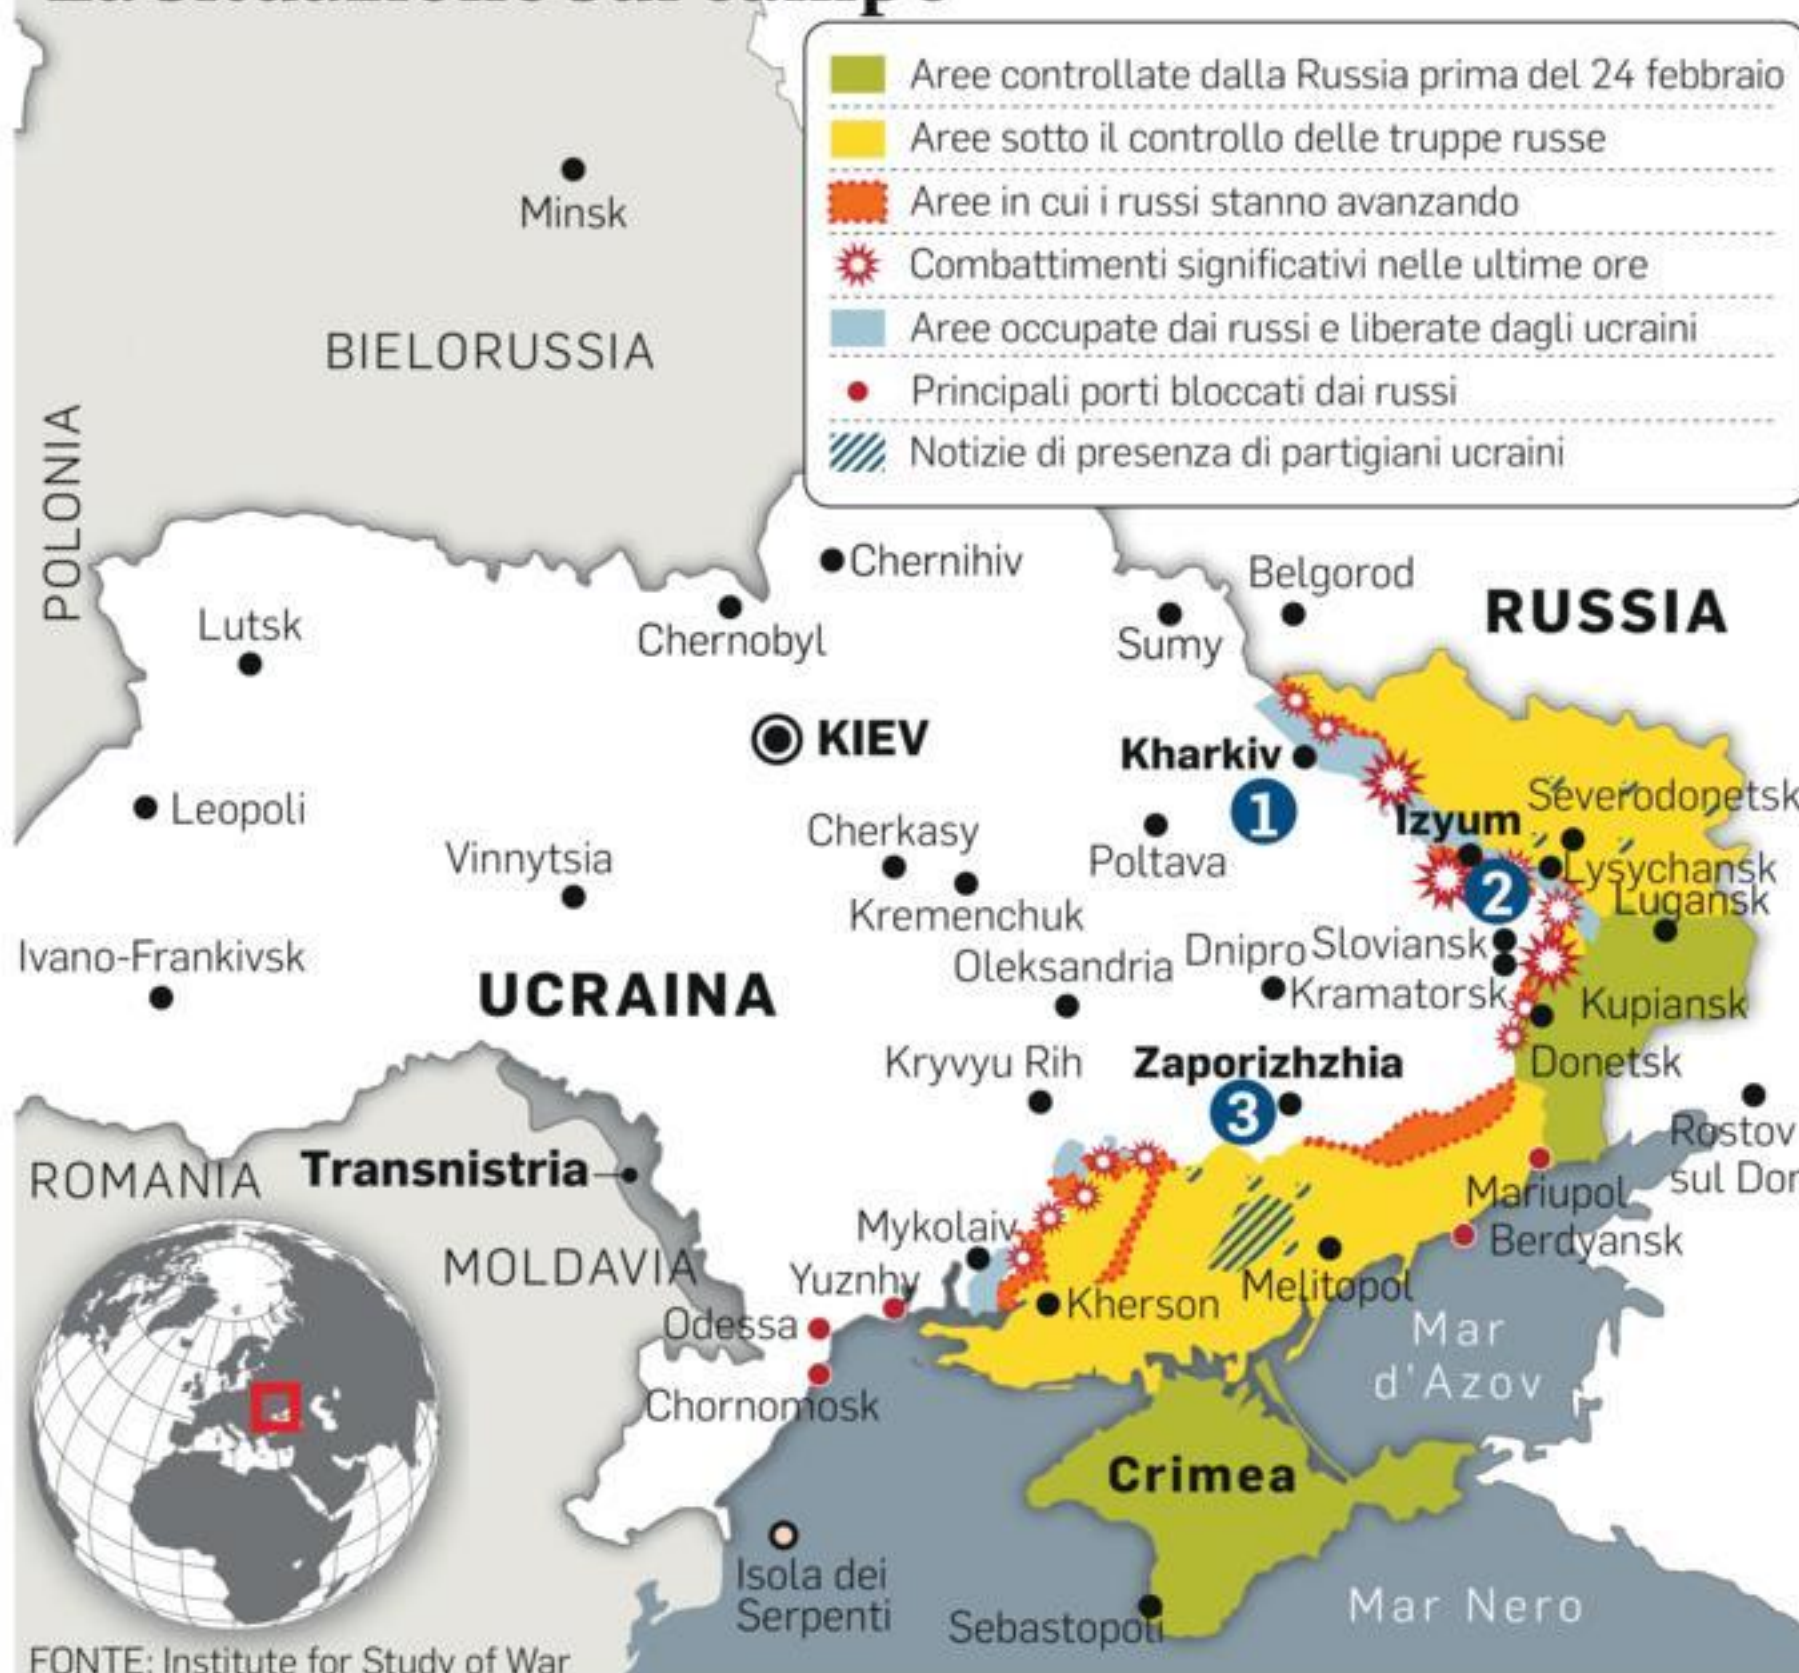 La situazione sul campo
Aree controllate dalla Russia prima del 24 febbraio
Aree sotto il controllo delle truppe russe
Aree in cui i russi stanno avanzando
Combattimenti significativi nelle ultime ore
Aree occupate dai russi e liberate dagli ucraini
Principali porti bloccati dai russi
Notizie di presenza di partigiani ucraini
Minsk
BIELORUSSIA
POLONIA
Chernihiv
Belgorod
RUSSIA
Lutsk
Chernobyl
Sumy
KIEV
Kharkiv
1
Leopoli
Severodonetsk
Izyum
Cherkasy
Vinnytsia
Poltava
Lysychansk
2
Lugansk
Kremenchuk
Ivano-Frankivsk
Oleksandria
Dnipro
Sloviansk
UCRAINA
Kramatorsk
Kupiansk
Kryvyu Rih
Zaporizhzhia
Donetsk
3
Rostov
sul Don
ROMANIA
Transnistria
Mariupol
Mykolaiv
Berdyansk
MOLDAVIA
Yuznhy
Melitopol
Kherson
Odessa
Mar
d'Azov
Chornomosk
Crimea
Isola dei
Serpenti
Sebastopoli
Mar Nero
FONTE: Institute for Study of War